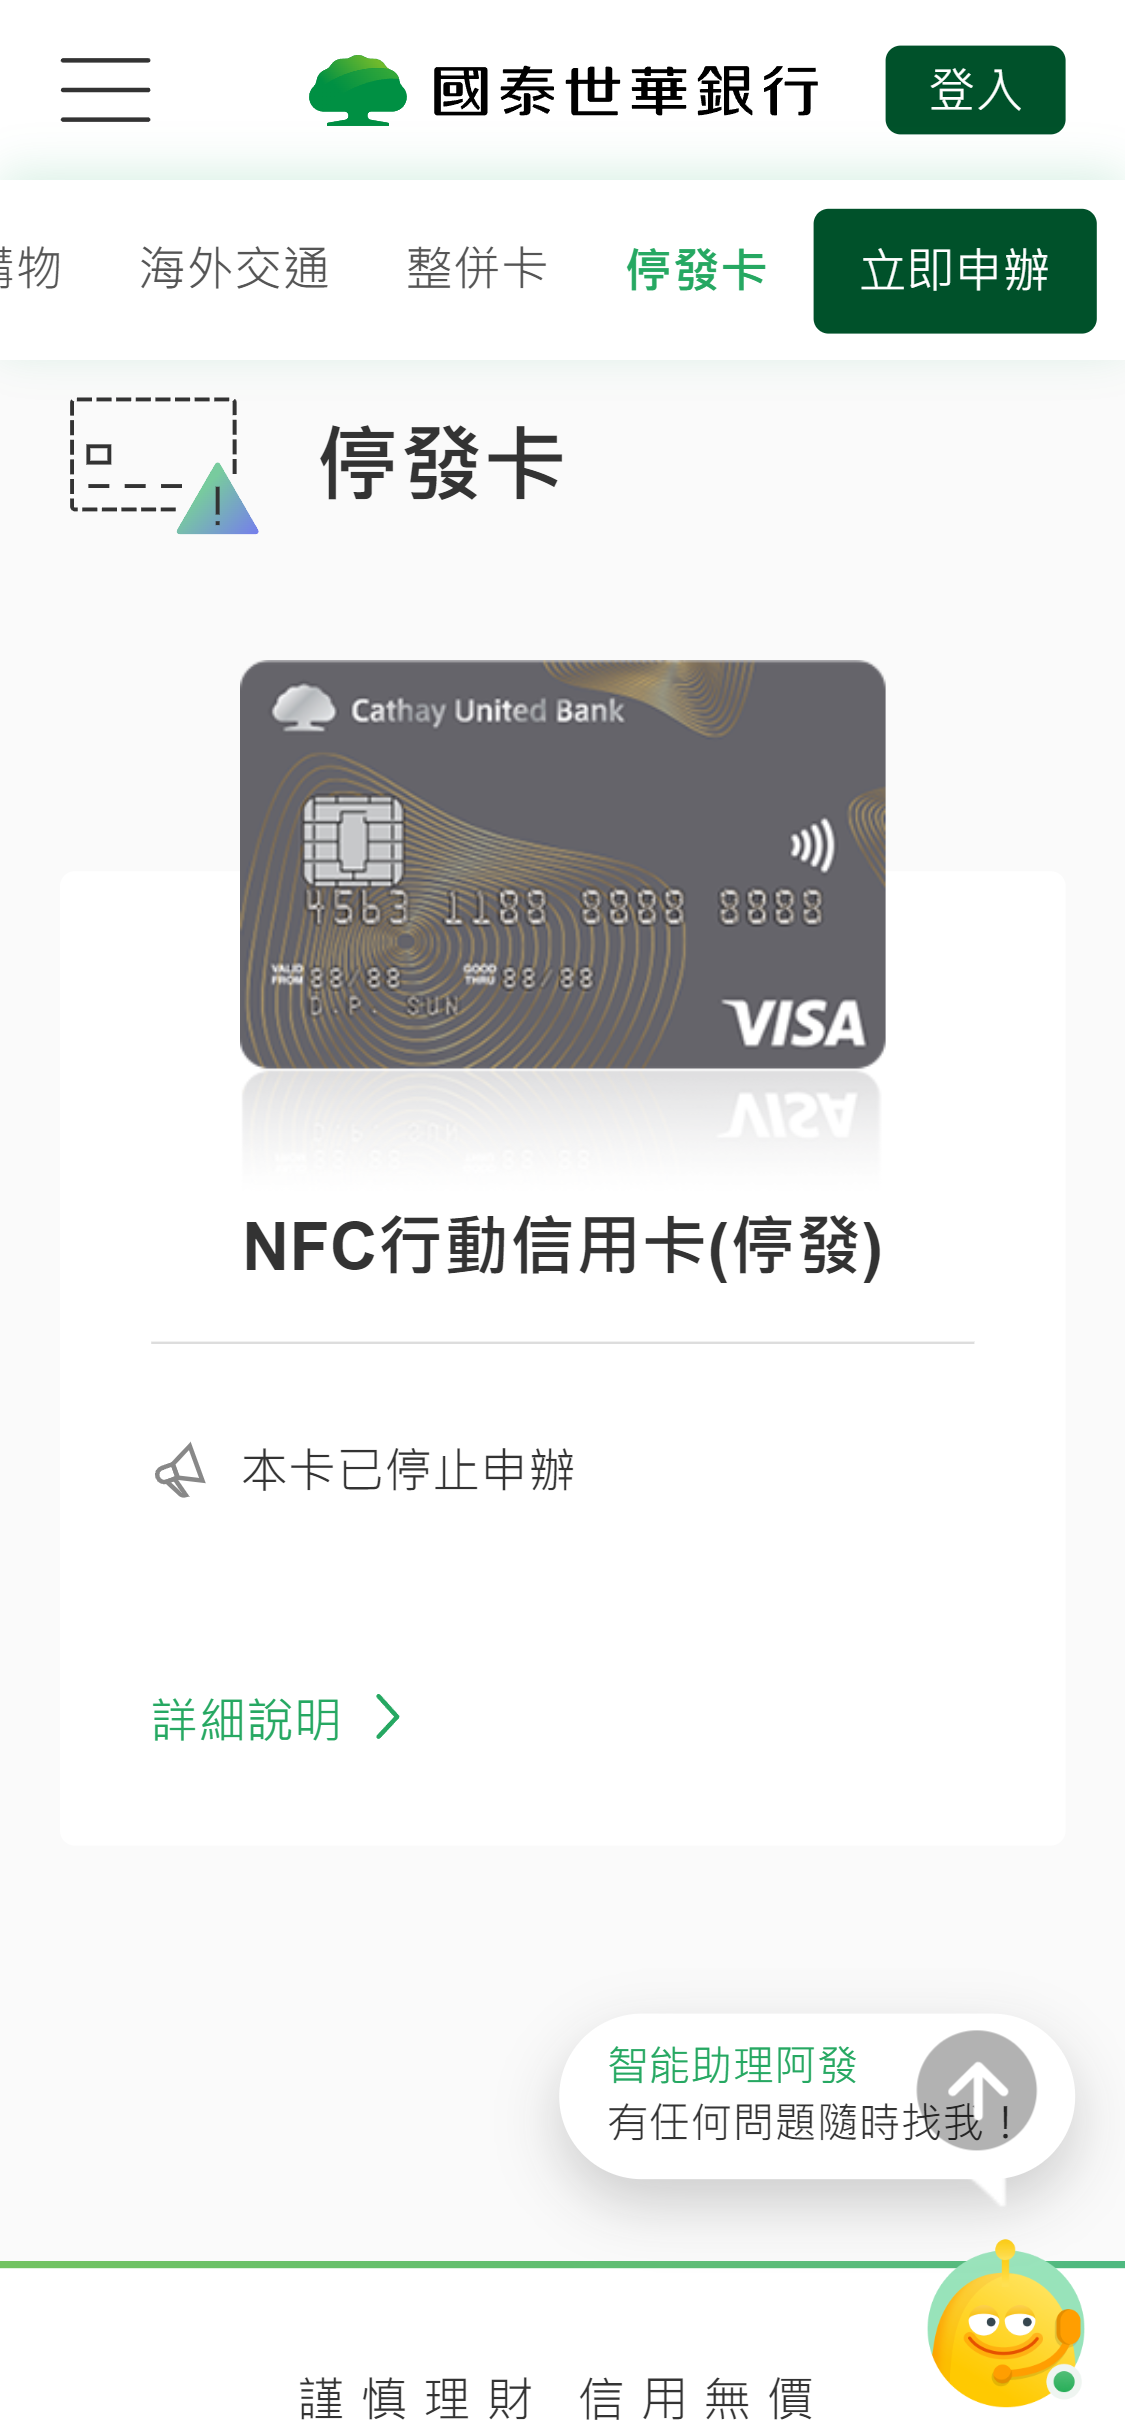 國泰世華銀行
登入
購物 海外交通 整併卡 停發卡 立即申辦
停發卡
Cathay United Bank
4563 1188 8888 8888
VALID FROM 88/88 GOOD THRU 88/88
D.P. SUN
VISA
NFC行動信用卡(停發)
本卡已停止申辦
詳細說明
智能助理阿發
有任何問題隨時找我！
謹慎理財 信用無價